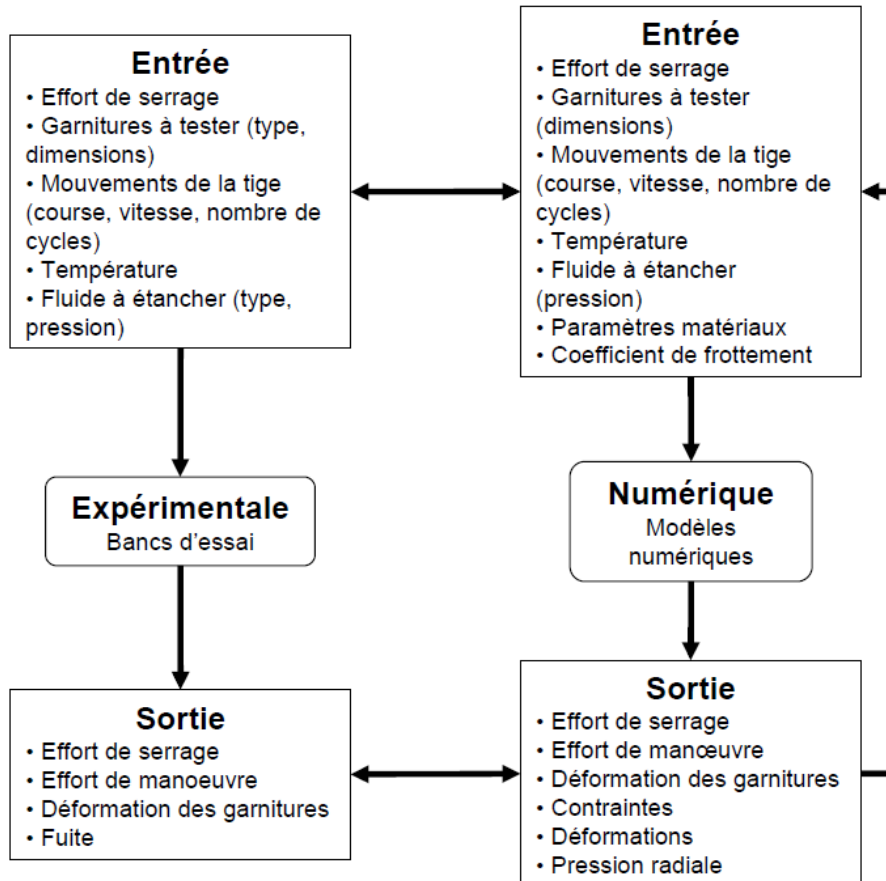 Entrée
• Effort de serrage
• Garnitures à tester (type,
dimensions)
• Mouvements de la tige
(course, vitesse, nombre de
cycles)
• Température
• Fluide à étancher (type,
pression)
Entrée
• Effort de serrage
• Garnitures à tester
(dimensions)
• Mouvements de la tige
(course, vitesse, nombre de
cycles)
• Température
• Fluide à étancher
(pression)
• Paramètres matériaux
• Coefficient de frottement
Expérimentale
Bancs d'essai
Numérique
Modèles
numériques
Sortie
• Effort de serrage
• Effort de manoeuvre
• Déformation des garnitures
• Fuite
Sortie
• Effort de serrage
• Effort de manœuvre
• Déformation des garnitures
• Contraintes
• Déformations
• Pression radiale